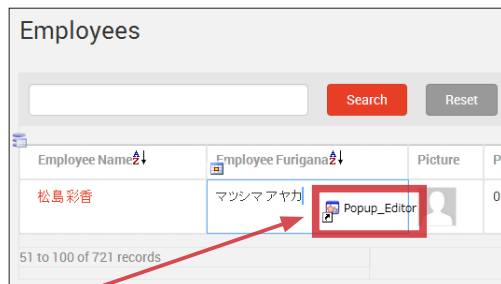 Employees
Search Reset
Employee Name Employee Furigana Picture P
松島彩香 マツシマ アヤカ Popup_Editor 0
51 to 100 of 721 records